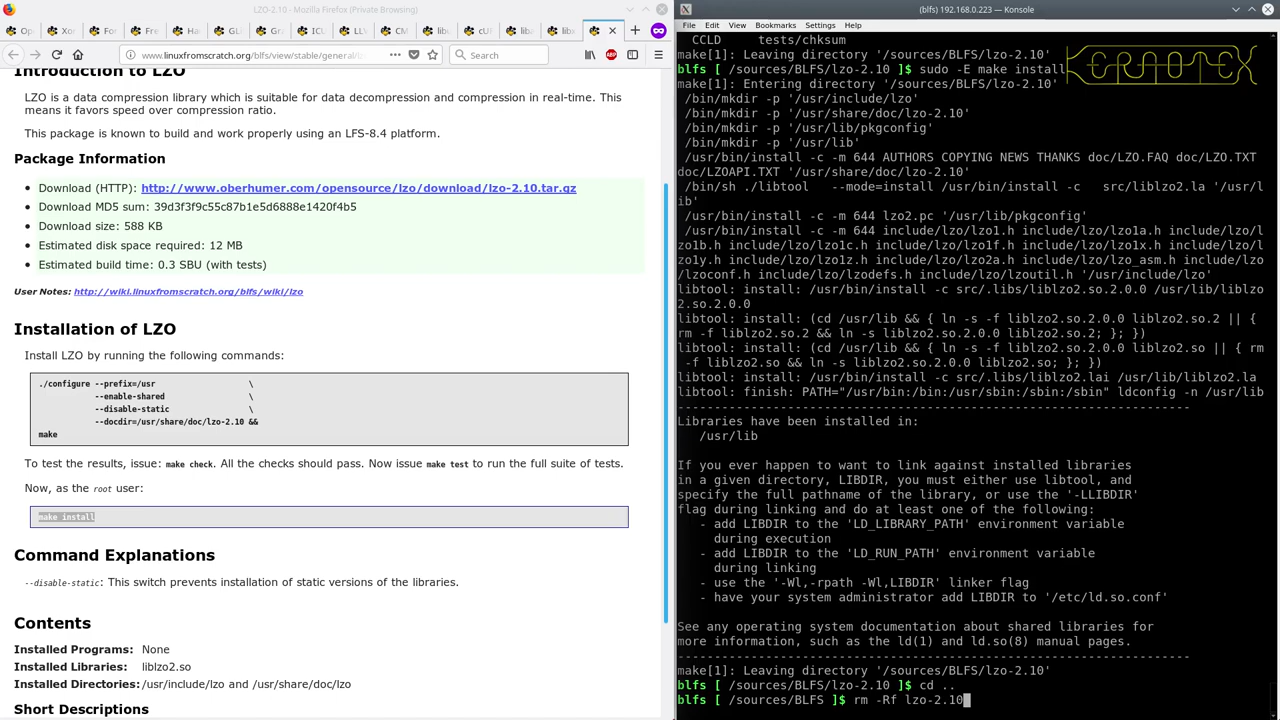 LZO-2.10 - Mozilla Firefox (Private Browsing)
www.linuxfromscratch.org/blfs/view/stable/general/l
Search
Introduction to LZO
LZO is a data compression library which is suitable for data decompression and compression in real-time. This
means it favors speed over compression ratio.
This package is known to build and work properly using an LFS-8.4 platform.
Package Information
Download (HTTP): http://www.oberhumer.com/opensource/lzo/download/lzo-2.10.tar.gz
Download MD5 sum: 39d3f3f9c55c87b1e5d6888e1420f4b5
Download size: 588 KB
Estimated disk space required: 12 MB
Estimated build time: 0.3 SBU (with tests)
User Notes: http://wiki.linuxfromscratch.org/blfs/wiki/lzo
Installation of LZO
Install LZO by running the following commands:
./configure --prefix=/usr \
--enable-shared \
--disable-static \
--docdir=/usr/share/doc/lzo-2.10 &&
make
To test the results, issue: make check. All the checks should pass. Now issue make test to run the full suite of tests.
Now, as the root user:
make install
Command Explanations
--disable-static: This switch prevents installation of static versions of the libraries.
Contents
Installed Programs: None
Installed Libraries: liblzo2.so
Installed Directories: /usr/include/lzo and /usr/share/doc/lzo
Short Descriptions
(blfs) 192.168.0.223 — Konsole
File Edit View Bookmarks Settings Help
CCLD tests/chksum
make[1]: Leaving directory '/sources/BLFS/lzo-2.10'
blfs [ /sources/BLFS/lzo-2.10 ]$ sudo -E make install
make[1]: Entering directory '/sources/BLFS/lzo-2.10'
/bin/mkdir -p '/usr/include/lzo'
/bin/mkdir -p '/usr/share/doc/lzo-2.10'
/bin/mkdir -p '/usr/lib/pkgconfig'
/bin/mkdir -p '/usr/lib'
/usr/bin/install -c -m 644 AUTHORS COPYING NEWS THANKS doc/LZO.FAQ doc/LZO.TXT
doc/LZOAPI.TXT '/usr/share/doc/lzo-2.10'
/bin/sh ./libtool --mode=install /usr/bin/install -c src/liblzo2.la '/usr/l
ib'
/usr/bin/install -c -m 644 lzo2.pc '/usr/lib/pkgconfig'
/usr/bin/install -c -m 644 include/lzo/lzo1.h include/lzo/lzo1a.h include/lzo/l
zo1b.h include/lzo/lzo1c.h include/lzo/lzo1f.h include/lzo/lzo1x.h include/lzo/l
zo1y.h include/lzo/lzo1z.h include/lzo/lzo2a.h include/lzo/lzo_asm.h include/lzo
/lzoconf.h include/lzo/lzodefs.h include/lzo/lzoutil.h '/usr/include/lzo'
libtool: install: /usr/bin/install -c src/.libs/liblzo2.so.2.0.0 /usr/lib/liblzo
2.so.2.0.0
libtool: install: (cd /usr/lib && { ln -s -f liblzo2.so.2.0.0 liblzo2.so.2 || {
rm -f liblzo2.so.2 && ln -s liblzo2.so.2.0.0 liblzo2.so.2; }; })
libtool: install: (cd /usr/lib && { ln -s -f liblzo2.so.2.0.0 liblzo2.so || { rm
-f liblzo2.so && ln -s liblzo2.so.2.0.0 liblzo2.so; }; })
libtool: install: /usr/bin/install -c src/.libs/liblzo2.lai /usr/lib/liblzo2.la
libtool: finish: PATH="/usr/bin:/bin:/usr/sbin:/sbin:/sbin" ldconfig -n /usr/lib
----------------------------------------------------------------------
Libraries have been installed in:
/usr/lib
If you ever happen to want to link against installed libraries
in a given directory, LIBDIR, you must either use libtool, and
specify the full pathname of the library, or use the '-LLIBDIR'
flag during linking and do at least one of the following:
- add LIBDIR to the 'LD_LIBRARY_PATH' environment variable
during execution
- add LIBDIR to the 'LD_RUN_PATH' environment variable
during linking
- use the '-Wl,-rpath -Wl,LIBDIR' linker flag
- have your system administrator add LIBDIR to '/etc/ld.so.conf'
See any operating system documentation about shared libraries for
more information, such as the ld(1) and ld.so(8) manual pages.
----------------------------------------------------------------------
make[1]: Leaving directory '/sources/BLFS/lzo-2.10'
blfs [ /sources/BLFS/lzo-2.10 ]$ cd ..
blfs [ /sources/BLFS ]$ rm -Rf lzo-2.10